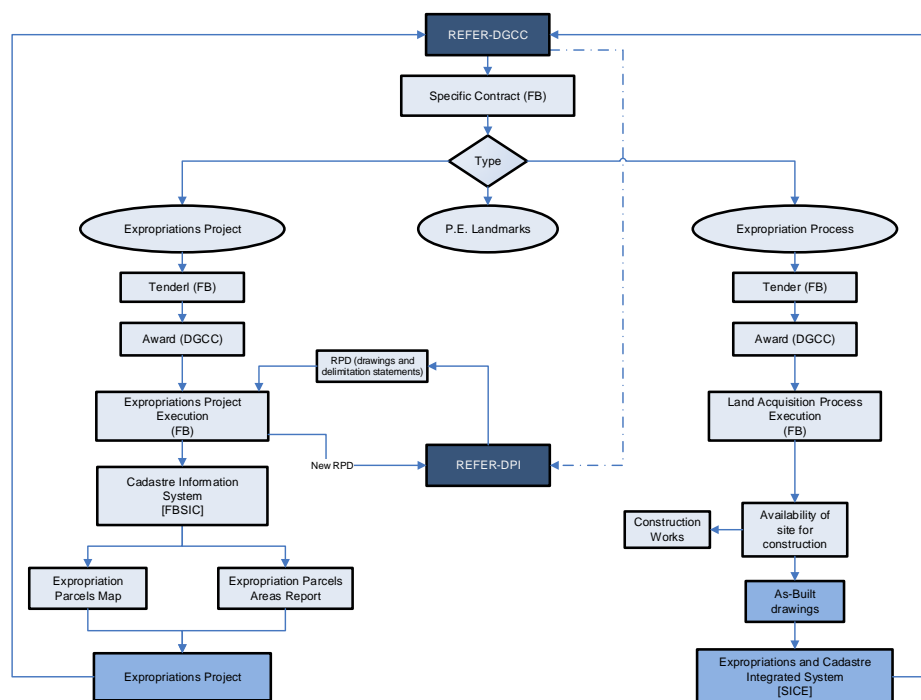 REFER-DGCC
Specific Contract (FB)
Type
Expropriations Project
P.E. Landmarks
Expropriation Process
Tenderl (FB)
Tender (FB)
Award (DGCC)
Award (DGCC)
RPD (drawings and
delimitation statements)
Expropriations Project
Execution
(FB)
Land Acquisition Process
Execution
(FB)
New RPD
REFER-DPI
Cadastre Information
System
[FBSIC]
Construction
Works
Availability of
site for
construction
Expropriation
Parcels Map
Expropriation Parcels
Areas Report
As-Built
drawings
Expropriations Project
Expropriations and Cadastre
Integrated System
[SICE]